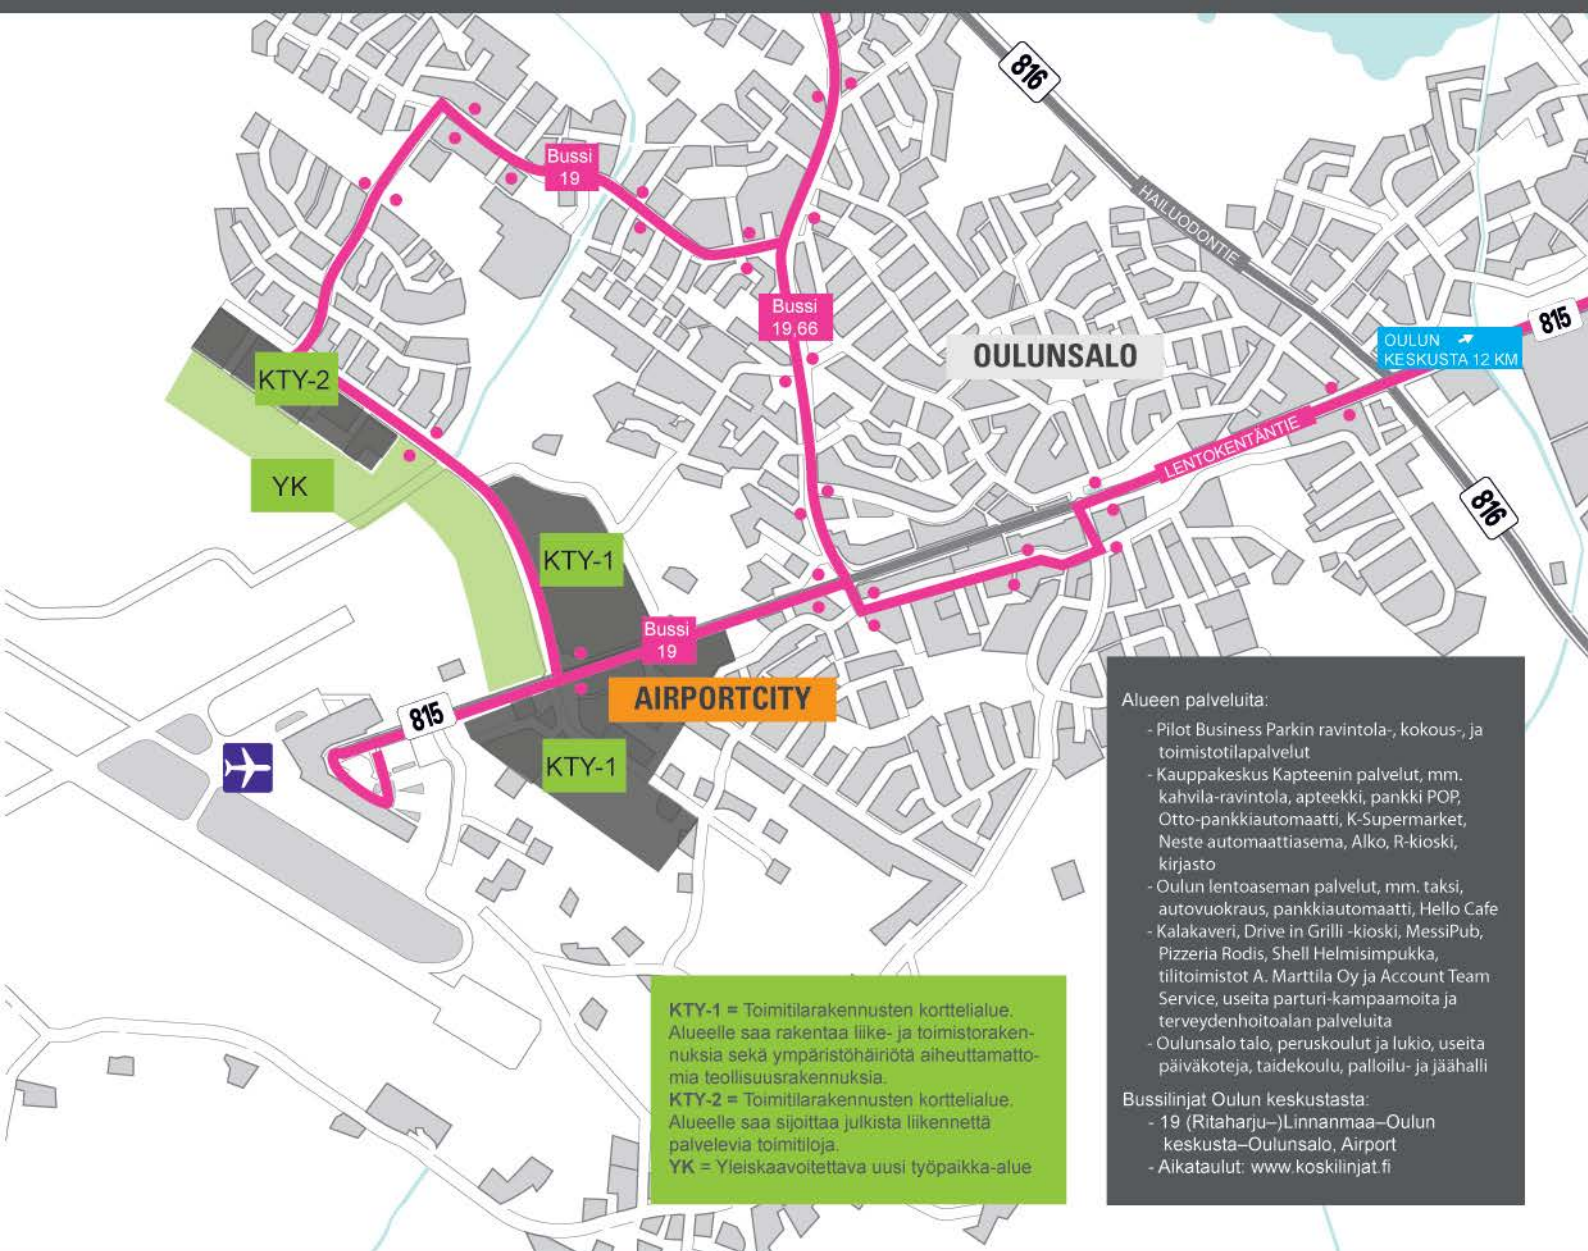 816
Bussi
19
HAILUODONTIE
Bussi
19,66
815
OULUN
KESKUSTA 12 KM
OULUNSALO
KTY-2
LENTOKENTÄNTIE
YK
816
KTY-1
Bussi
19
AIRPORTCITY
815
KTY-1
Alueen palveluita:
- Pilot Business Parkin ravintola-, kokous-, ja
toimistotilapalvelut
- Kauppakeskus Kapteenin palvelut, mm.
kahvila-ravintola, apteekki, pankki POP,
Otto-pankkiautomaatti, K-Supermarket,
Neste automaattiasema, Alko, R-kioski,
kirjasto
- Oulun lentoaseman palvelut, mm. taksi,
autovuokraus, pankkiautomaatti, Hello Cafe
- Kalakaveri, Drive in Grilli -kioski, MessiPub,
Pizzeria Rodis, Shell Helmisimpukka,
tilitoimistot A. Marttila Oy ja Account Team
Service, useita parturi-kampaamoita ja
terveydenhoitoalan palveluita
- Oulunsalo talo, peruskoulut ja lukio, useita
päiväkoteja, taidekoulu, palloilu- ja jäähalli
Bussilinjat Oulun keskustasta:
- 19 (Ritaharju–)Linnanmaa–Oulun
keskusta–Oulunsalo, Airport
- Aikataulut: www.koskilinjat.fi
KTY-1 = Toimitilarakennusten korttelialue.
Alueelle saa rakentaa liike- ja toimistoraken-
nuksia sekä ympäristöhäiriötä aiheuttamatto-
mia teollisuusrakennuksia.
KTY-2 = Toimitilarakennusten korttelialue.
Alueelle saa sijoittaa julkista liikennettä
palvelevia toimitiloja.
YK = Yleiskaavoitettava uusi työpaikka-alue